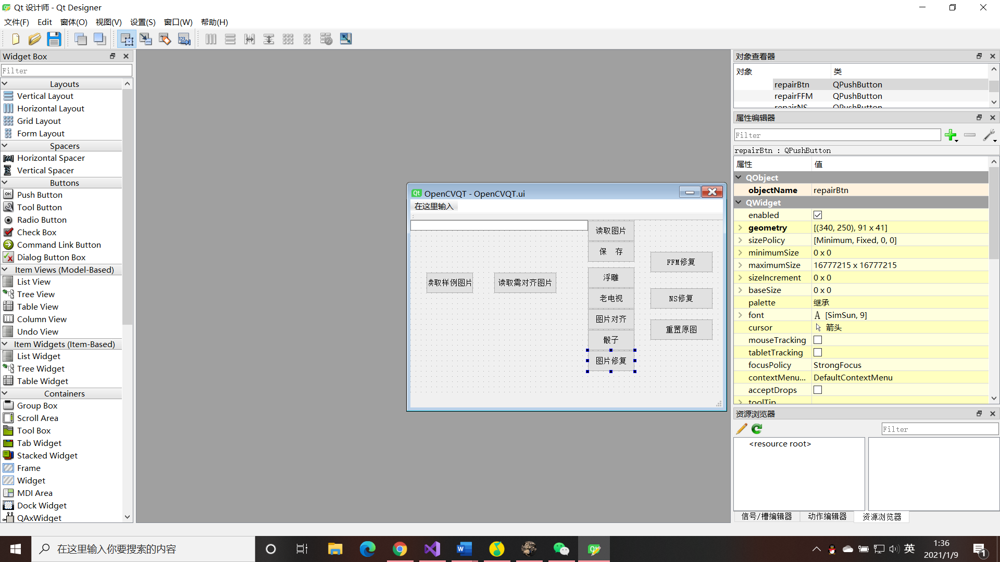 Qt 设计师 - Qt Designer
文件(F) Edit 窗体(O) 视图(V) 设置(S) 窗口(W) 帮助(H)
Widget Box
Filter
Layouts
Vertical Layout
Horizontal Layout
Grid Layout
Form Layout
Spacers
Horizontal Spacer
Vertical Spacer
Buttons
Push Button
Tool Button
Radio Button
Check Box
Command Link Button
Dialog Button Box
Item Views (Model-Based)
List View
Tree View
Table View
Column View
Undo View
Item Widgets (Item-Based)
List Widget
Tree Widget
Table Widget
Containers
Group Box
Scroll Area
Tool Box
Tab Widget
Stacked Widget
Frame
Widget
MDI Area
Dock Widget
QAxWidget
OpenCVQT - OpenCVQT.ui
在这里输入
读取图片
保 存
FFM修复
浮雕
读取样例图片 读取需对齐图片
老电视
NS修复
图片对齐
重置原图
骰子
图片修复
对象查看器
对象 类
repairBtn QPushButton
repairFFM QPushButton
repairNS QPushButton
属性编辑器
Filter
repairBtn : QPushButton
属性 值
QObject
objectName repairBtn
QWidget
enabled
geometry [(340, 250), 91 x 41]
sizePolicy [Minimum, Fixed, 0, 0]
minimumSize 0 x 0
maximumSize 16777215 x 16777215
sizeIncrement 0 x 0
baseSize 0 x 0
palette 继承
font A [SimSun, 9]
cursor 箭头
mouseTracking
tabletTracking
focusPolicy StrongFocus
contextMenu... DefaultContextMenu
acceptDrops
toolTip
资源浏览器
Filter
<resource root>
信号/槽编辑器 动作编辑器 资源浏览器
在这里输入你要搜索的内容
英
1:36
2021/1/9
1